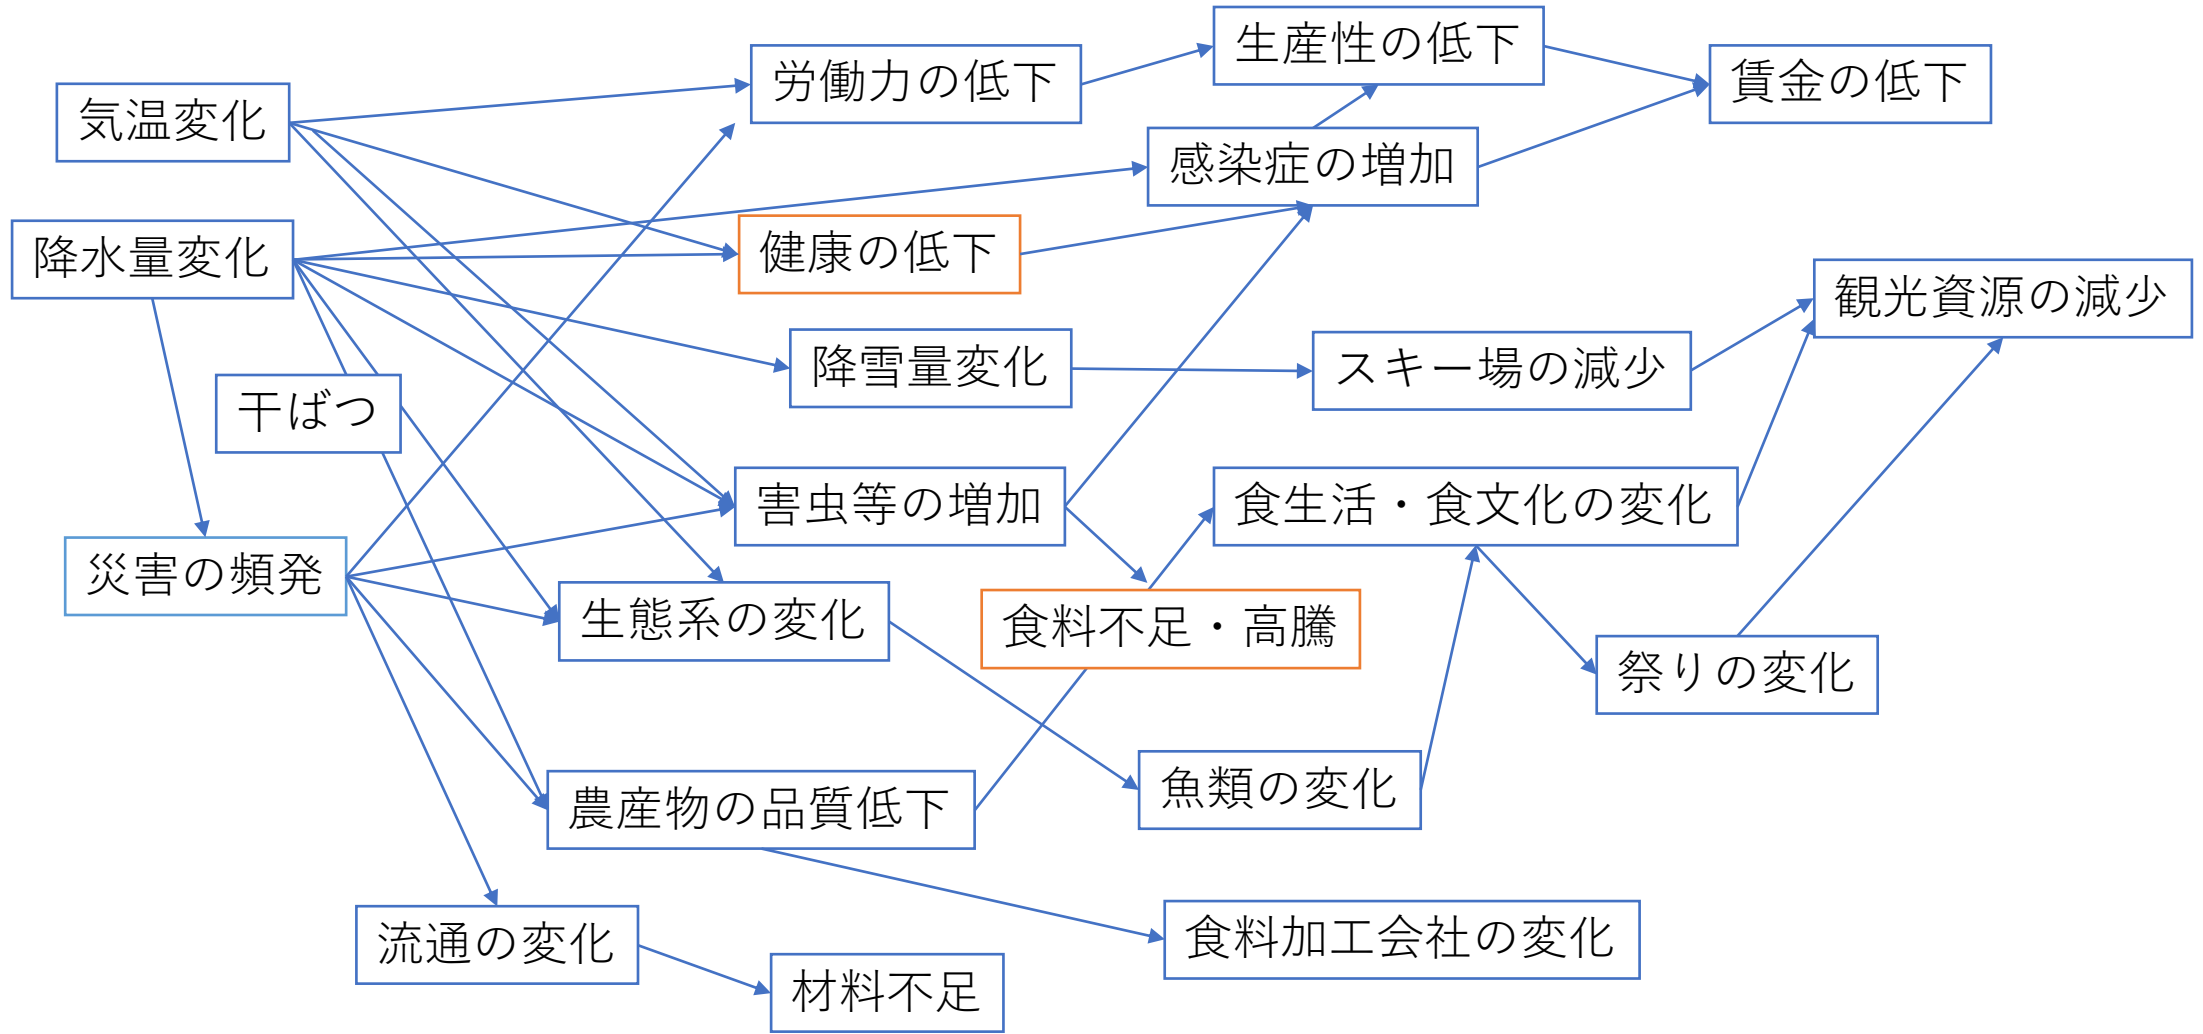 生産性の低下
労働力の低下
賃金の低下
気温変化
感染症の増加
降水量変化
健康の低下
観光資源の減少
降雪量変化
スキー場の減少
干ばつ
害虫等の増加
食生活・食文化の変化
災害の頻発
生態系の変化
食料不足・高騰
祭りの変化
魚類の変化
農産物の品質低下
流通の変化
食料加工会社の変化
材料不足